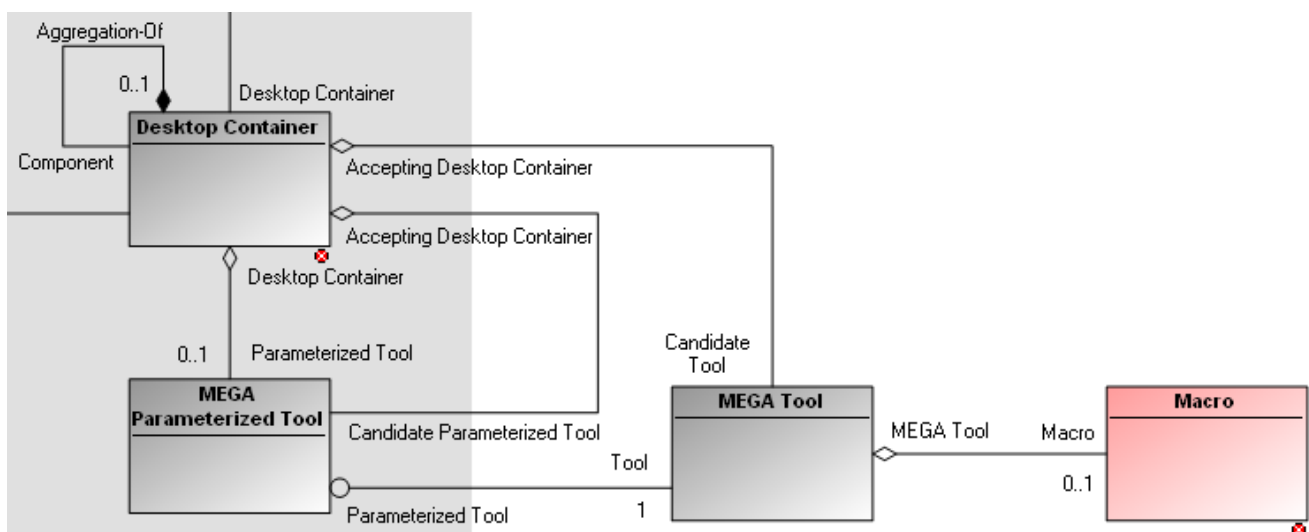 Aggregation-Of
0..1
Desktop Container
Desktop Container
Component
Accepting Desktop Container
Accepting Desktop Container
Desktop Container
0..1
Parameterized Tool
Candidate
Tool
MEGA
Parameterized Tool
MEGA Tool
Macro
Candidate Parameterized Tool
MEGA Tool
Macro
Tool
0..1
Parameterized Tool
1